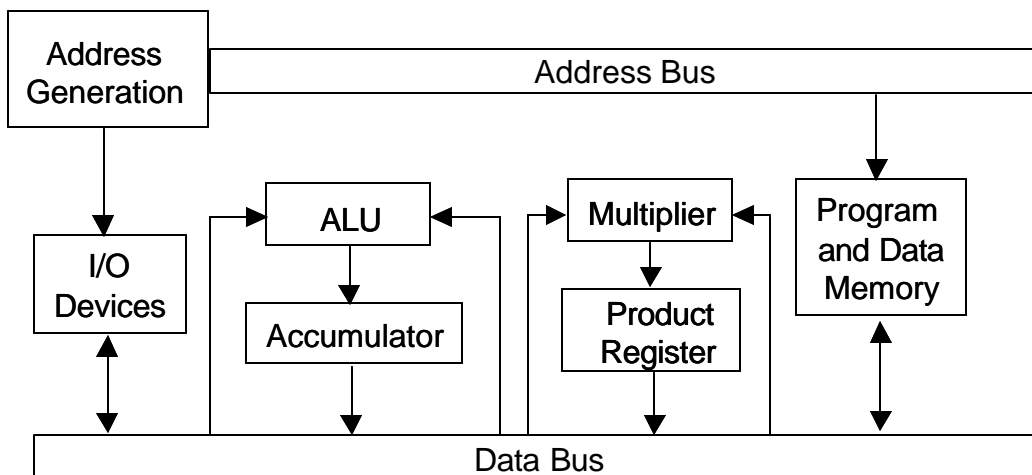 Address
Generation
Address Bus
ALU
Multiplier
Program
and Data
Memory
I/O
Devices
Accumulator
Product
Register
Data Bus